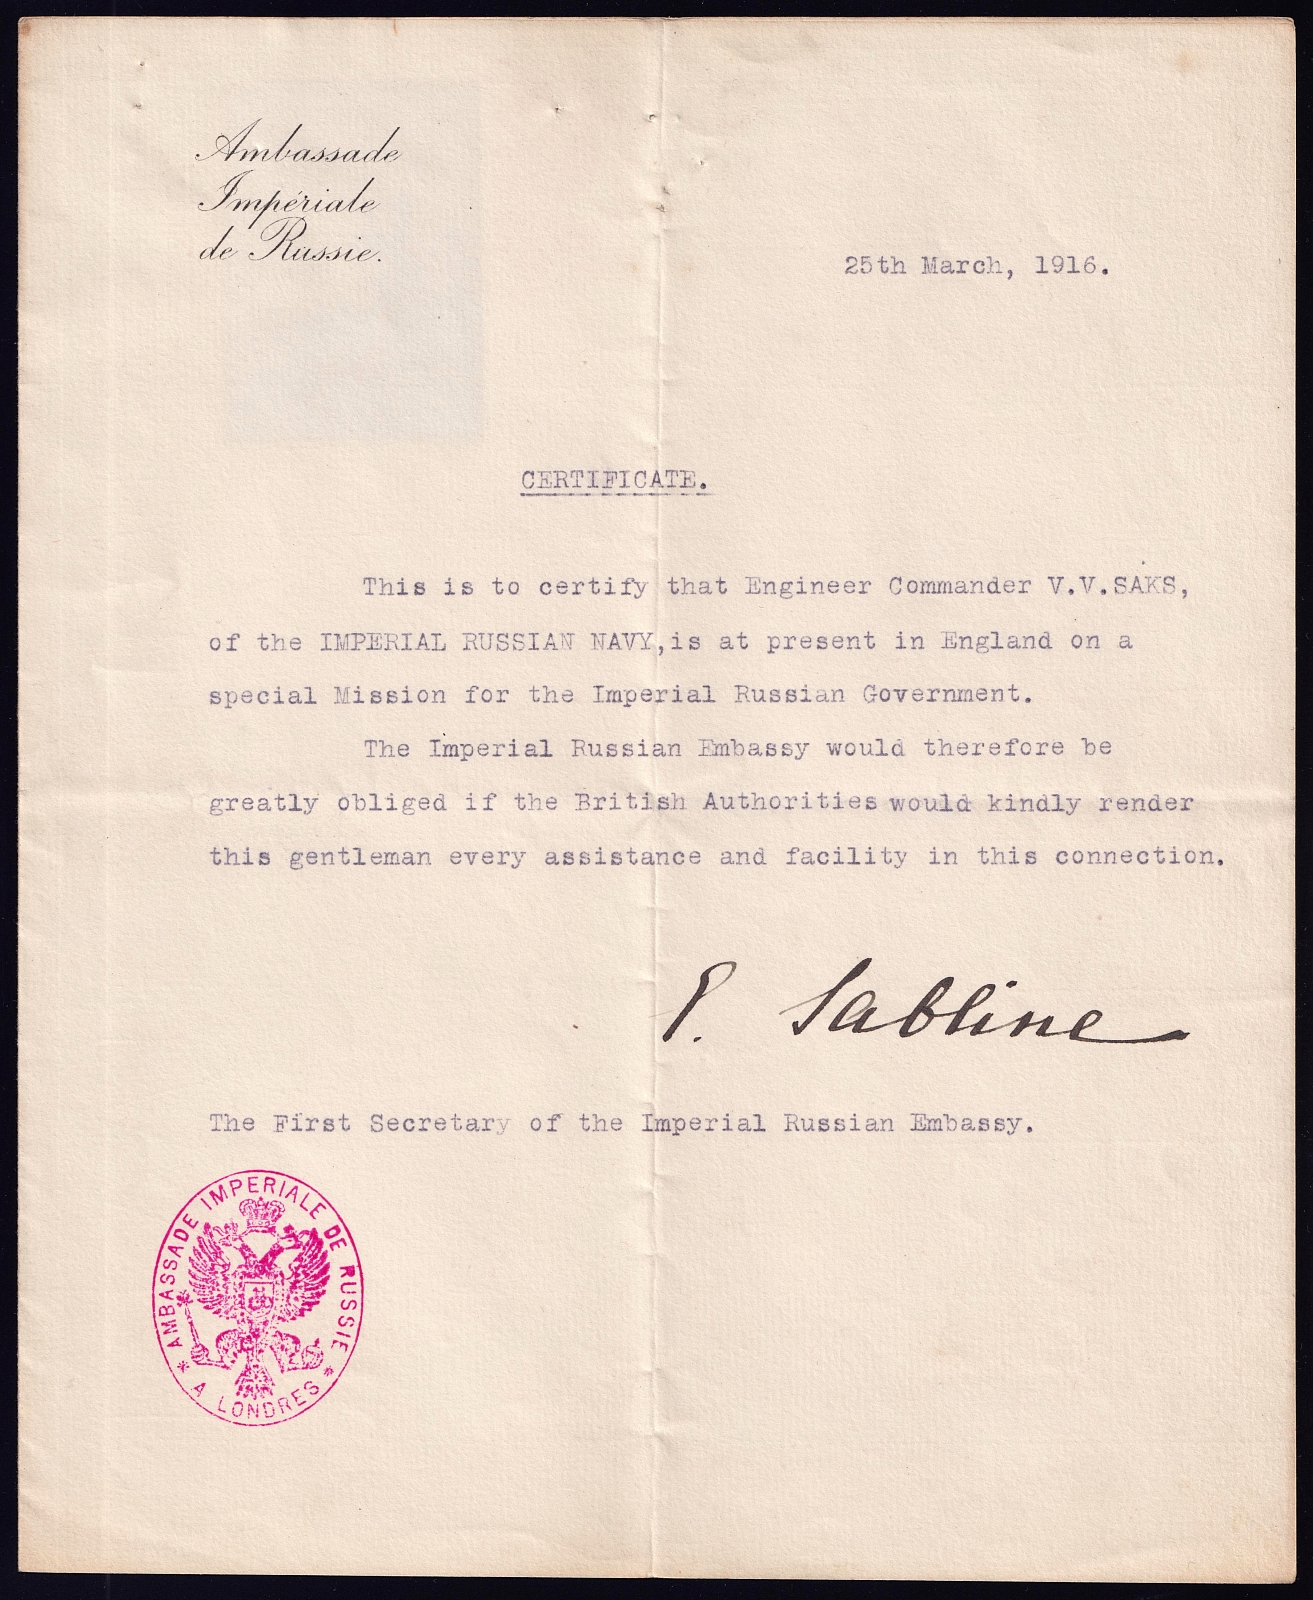 Ambassade
Impériale
de Russie.
25th March, 1916.
CERTIFICATE.
This is to certify that Engineer Commander V.V.SAKS,
of the IMPERIAL RUSSIAN NAVY,is at present in England on a
special Mission for the Imperial Russian Government.
The Imperial Russian Embassy would therefore be
greatly obliged if the British Authorities would kindly render
this gentleman every assistance and facility in this connection.
Sabline
The First Secretary of the Imperial Russian Embassy.
* AMBASSADE IMPERIALE DE RUSSIE *
A LONDRES